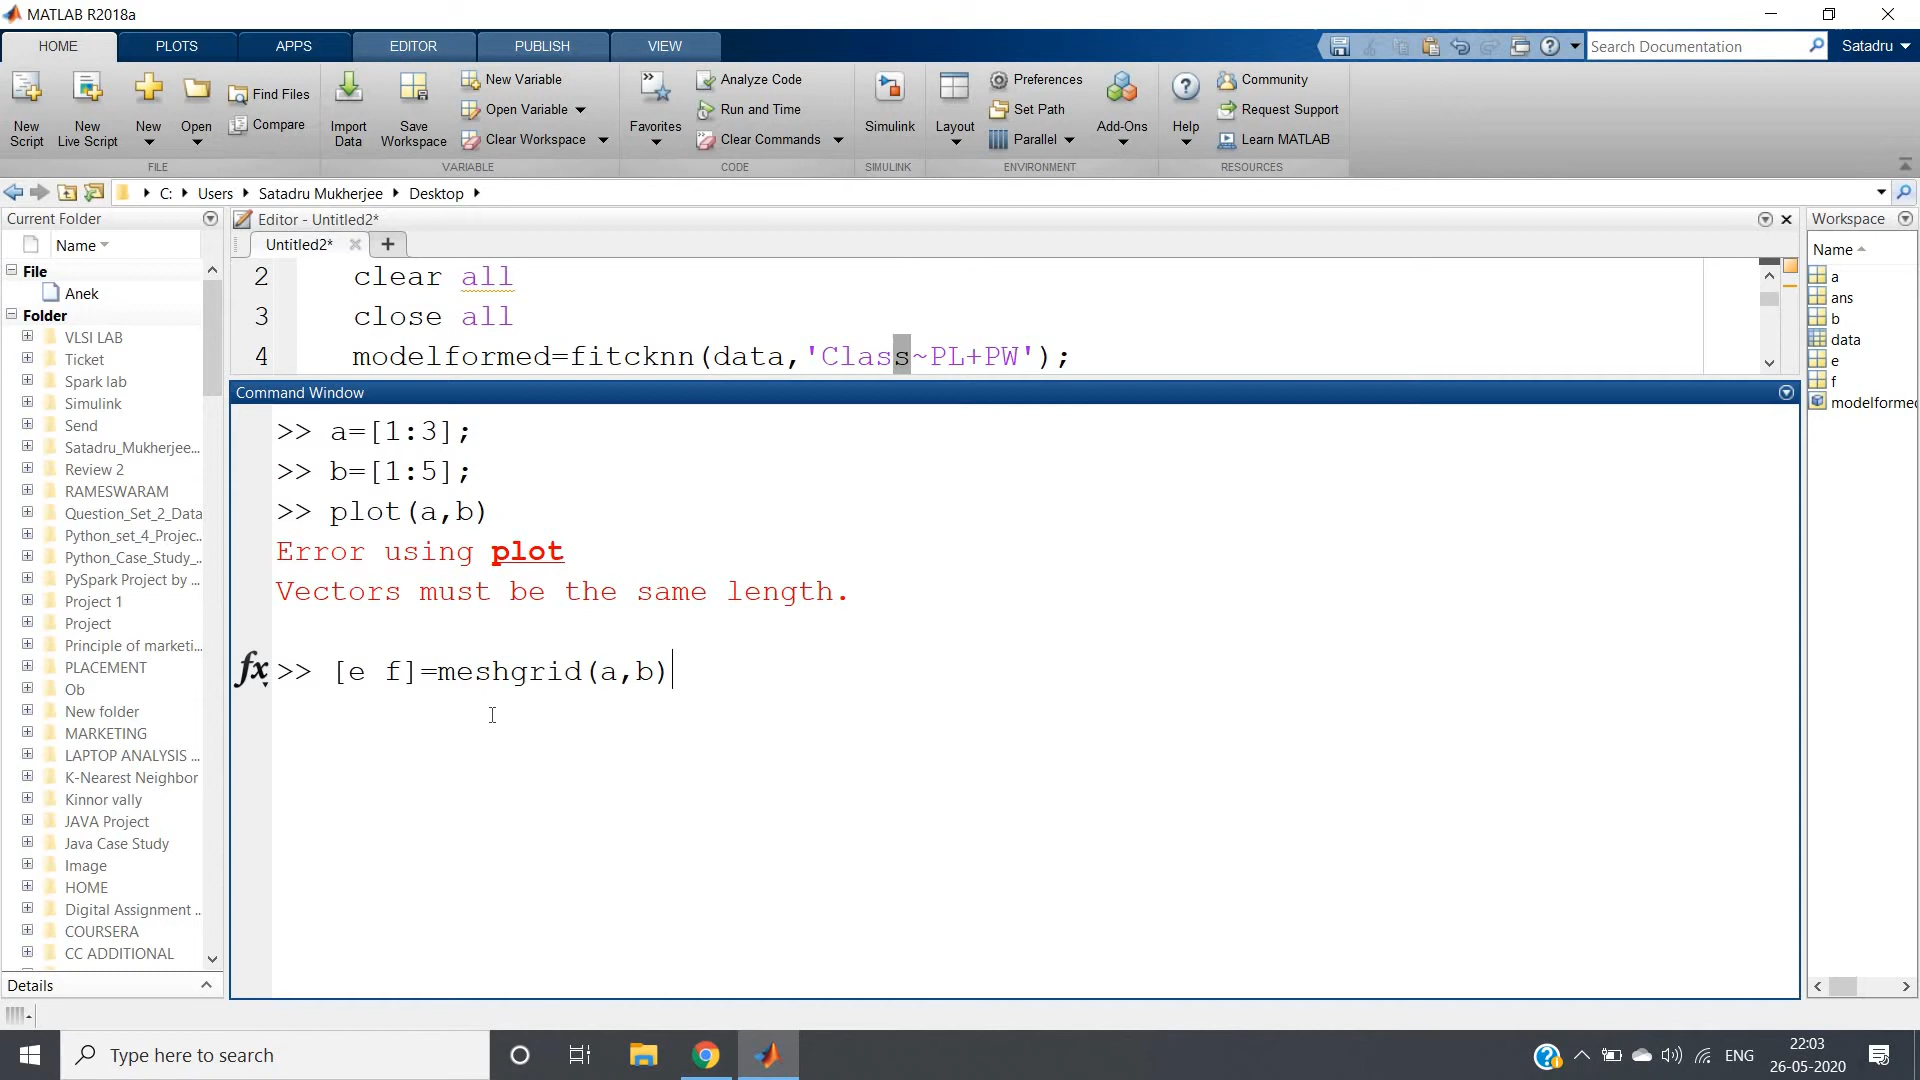 MATLAB R2018a
HOME PLOTS APPS EDITOR PUBLISH VIEW Search Documentation Satadru
New Script
New Live Script
New
Open
Find Files
Compare
FILE
Import Data
Save Workspace
New Variable
Open Variable
Clear Workspace
VARIABLE
Favorites
Analyze Code
Run and Time
Clear Commands
CODE
Simulink
SIMULINK
Layout
Preferences
Set Path
Parallel
Add-Ons
ENVIRONMENT
Help
Community
Request Support
Learn MATLAB
RESOURCES
C: Users Satadru Mukherjee Desktop
Current Folder
Name
File
Anek
Folder
VLSI LAB
Ticket
Spark lab
Simulink
Send
Satadru_Mukherjee...
Review 2
RAMESWARAM
Question_Set_2_Data
Python_set_4_Projec...
Python_Case_Study_...
PySpark Project by ...
Project 1
Project
Principle of marketi...
PLACEMENT
Ob
New folder
MARKETING
LAPTOP ANALYSIS ...
K-Nearest Neighbor
Kinnor vally
JAVA Project
Java Case Study
Image
HOME
Digital Assignment ...
COURSERA
CC ADDITIONAL
Details
Editor - Untitled2*
Untitled2*
2 clear all
3 close all
4 modelformed=fitcknn(data,'Class~PL+PW');
Command Window
>> a=[1:3];
>> b=[1:5];
>> plot(a,b)
Error using plot
Vectors must be the same length.
fx >> [e f]=meshgrid(a,b)
Workspace
Name
a
ans
b
data
e
f
modelforme
Type here to search
ENG
22:03
26-05-2020